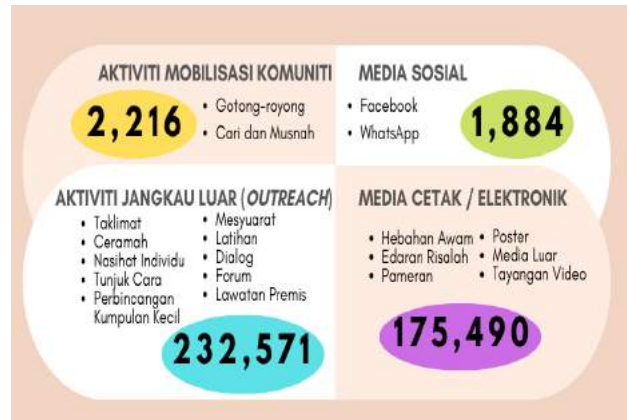 AKTIVITI MOBILISASI KOMUNITI
2,216
• Gotong-royong
• Cari dan Musnah
MEDIA SOSIAL
• Facebook
• WhatsApp
1,884
AKTIVITI JANGKAU LUAR (OUTREACH)
• Taklimat
• Ceramah
• Nasihat Individu
• Tunjuk Cara
• Perbincangan
Kumpulan Kecil
• Mesyuarat
• Latihan
• Dialog
• Forum
• Lawatan Premis
232,571
MEDIA CETAK / ELEKTRONIK
• Hebahan Awam
• Edaran Risalah
• Pameran
• Poster
• Media Luar
• Tayangan Video
175,490